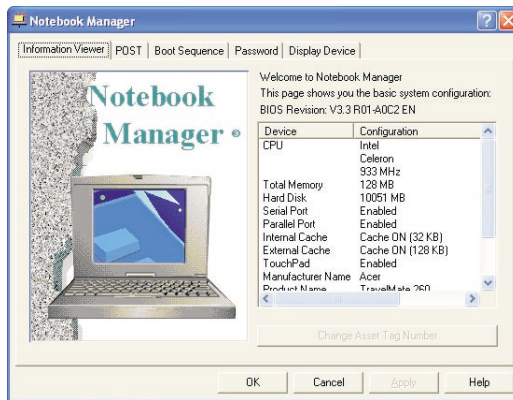 Notebook Manager
Information Viewer POST Boot Sequence Password Display Device
Notebook
Manager ®
Welcome to Notebook Manager
This page shows you the basic system configuration:
BIOS Revision: V3.3 R01-A0C2 EN
Device Configuration
CPU Intel
Celeron
933 MHz
Total Memory 128 MB
Hard Disk 10051 MB
Serial Port Enabled
Parallel Port Enabled
Internal Cache Cache ON (32 KB)
External Cache Cache ON (128 KB)
TouchPad Enabled
Manufacturer Name Acer
Product Name TravelMate 260
Change Asset Tag Number
OK Cancel Apply Help